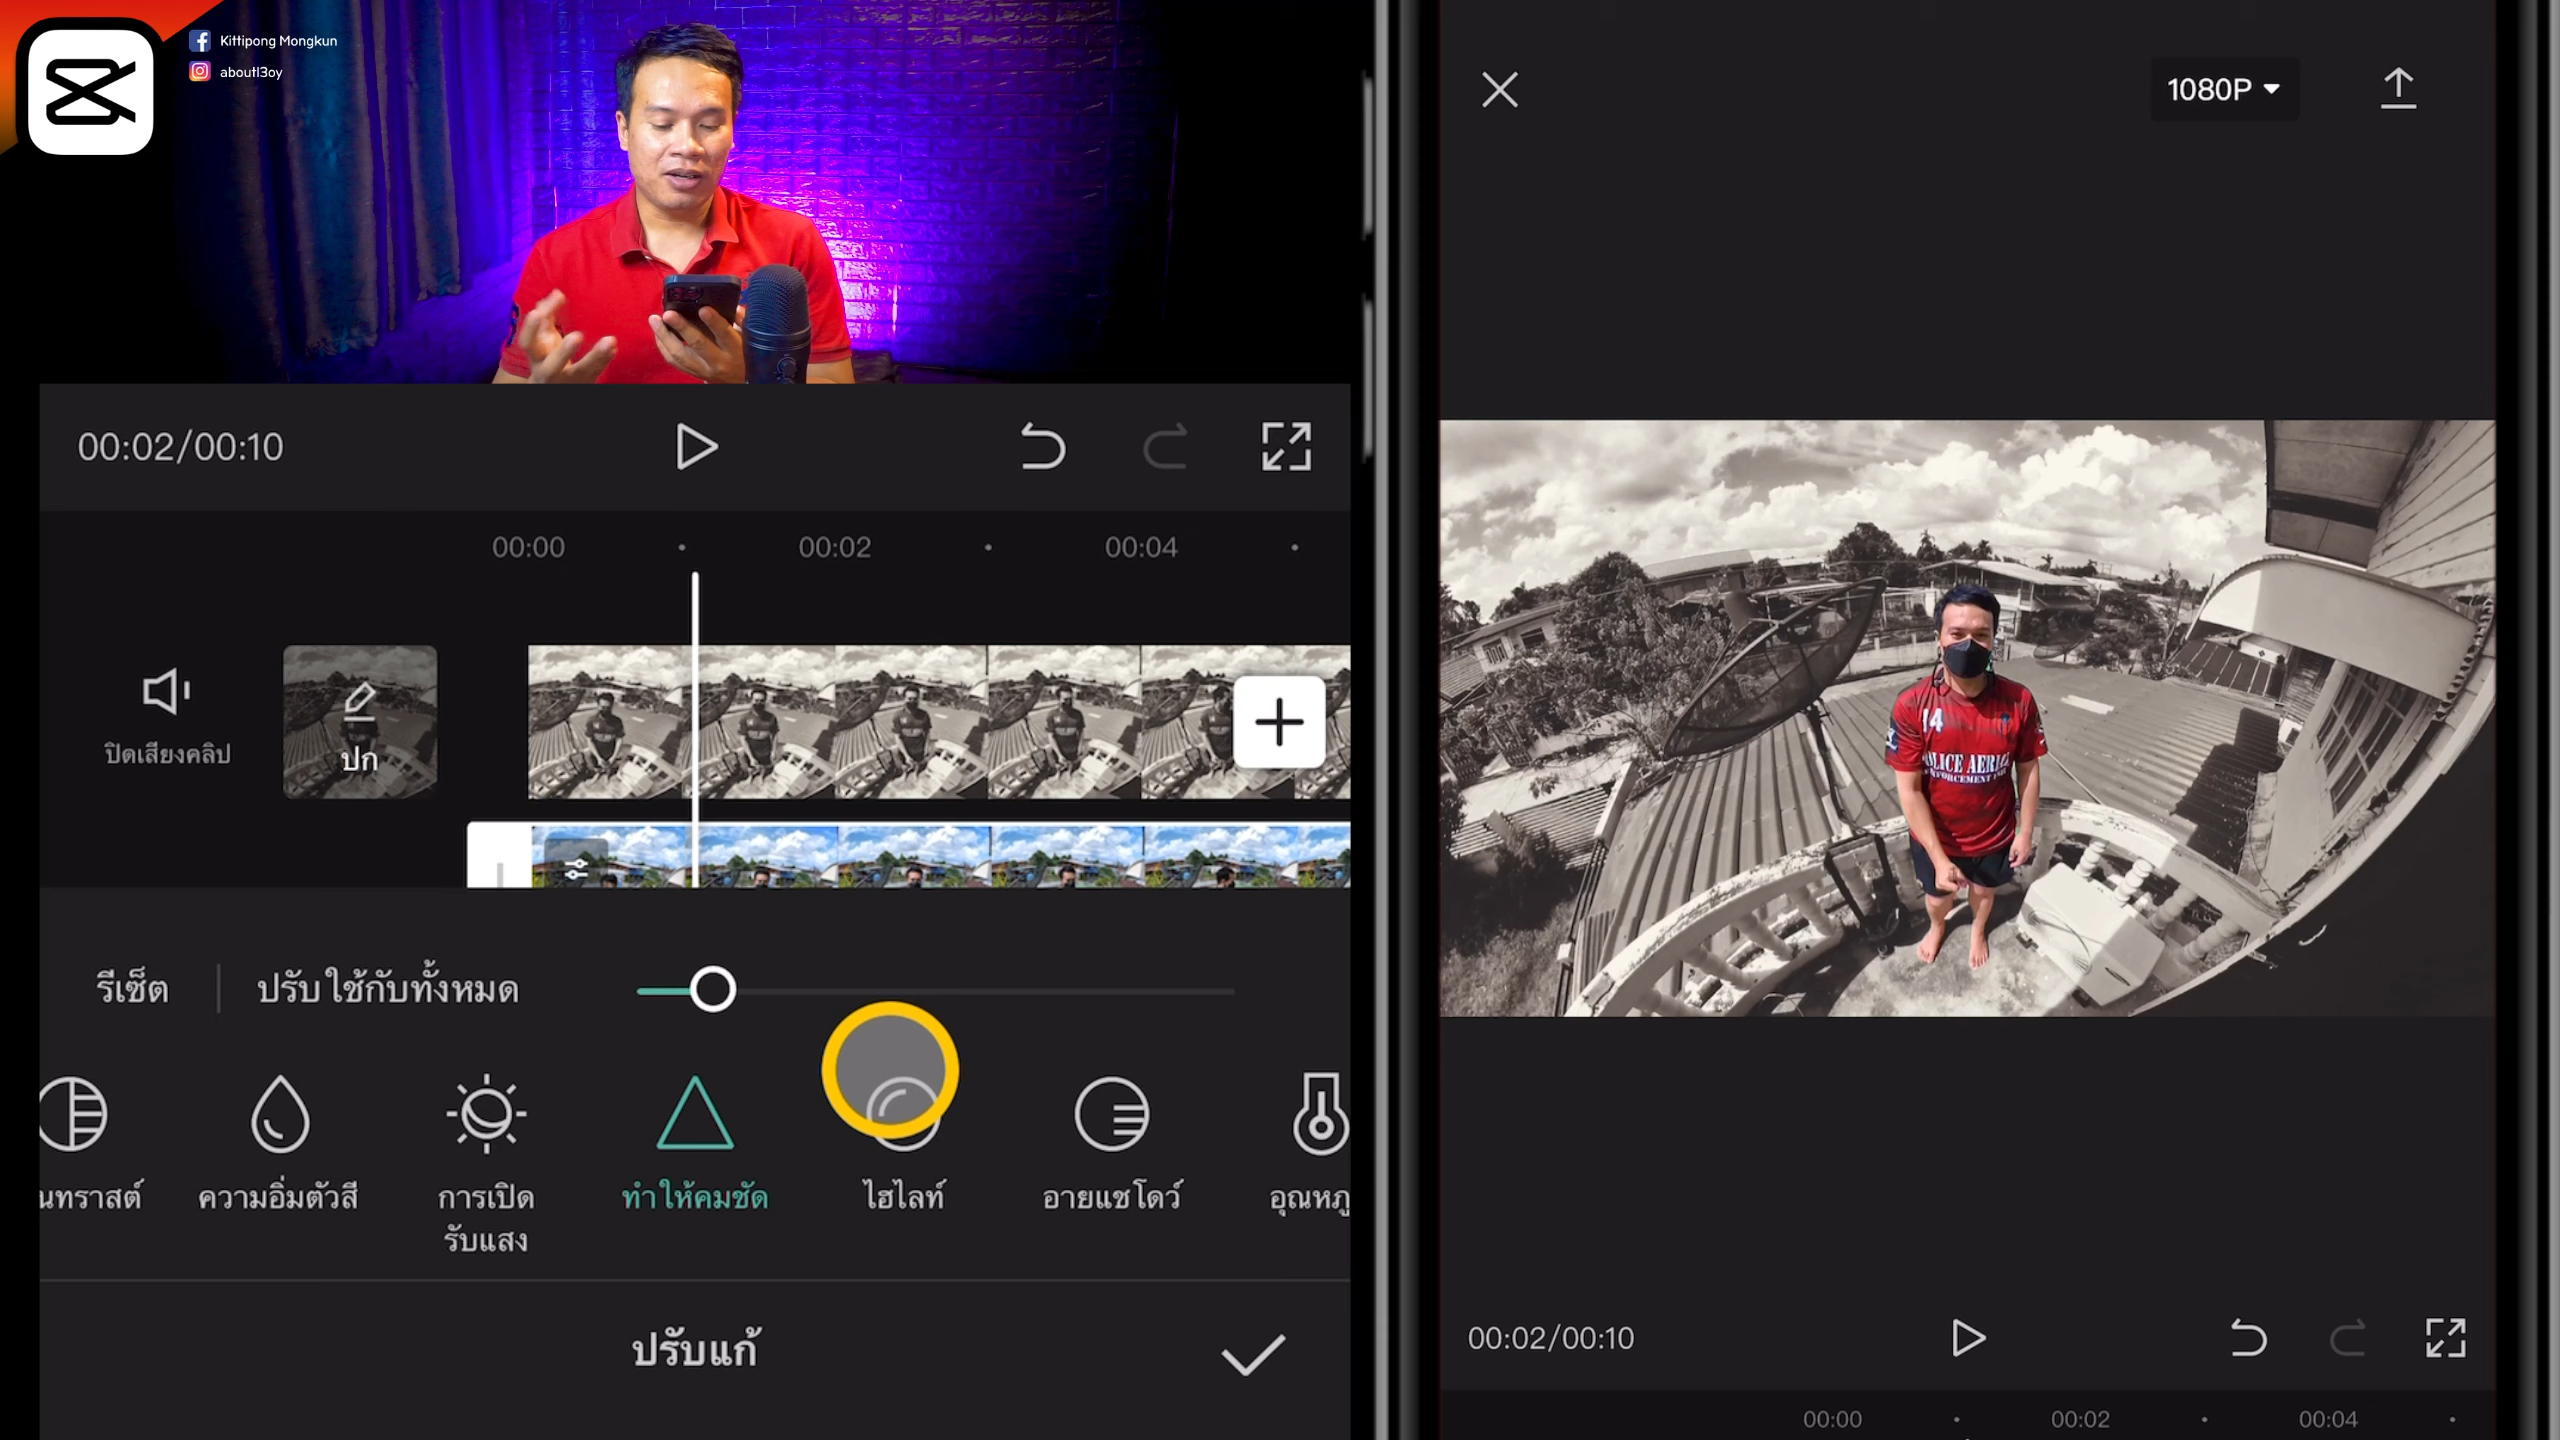 Kittipong Mongkun
aboutl3oy
1080P
00:02/00:10
00:00
00:02
00:04
ปิดเสียงคลิป
ปก
รีเซ็ต
ปรับใช้กับทั้งหมด
นทราสต์
ความอิ่มตัวสี
การเปิด
รับแสง
ทำให้คมชัด
ไฮไลท์
อายแชโดว์
อุณหภู
ปรับแก้
14
OLICE AERIAL
00:02/00:10
00:00
00:02
00:04